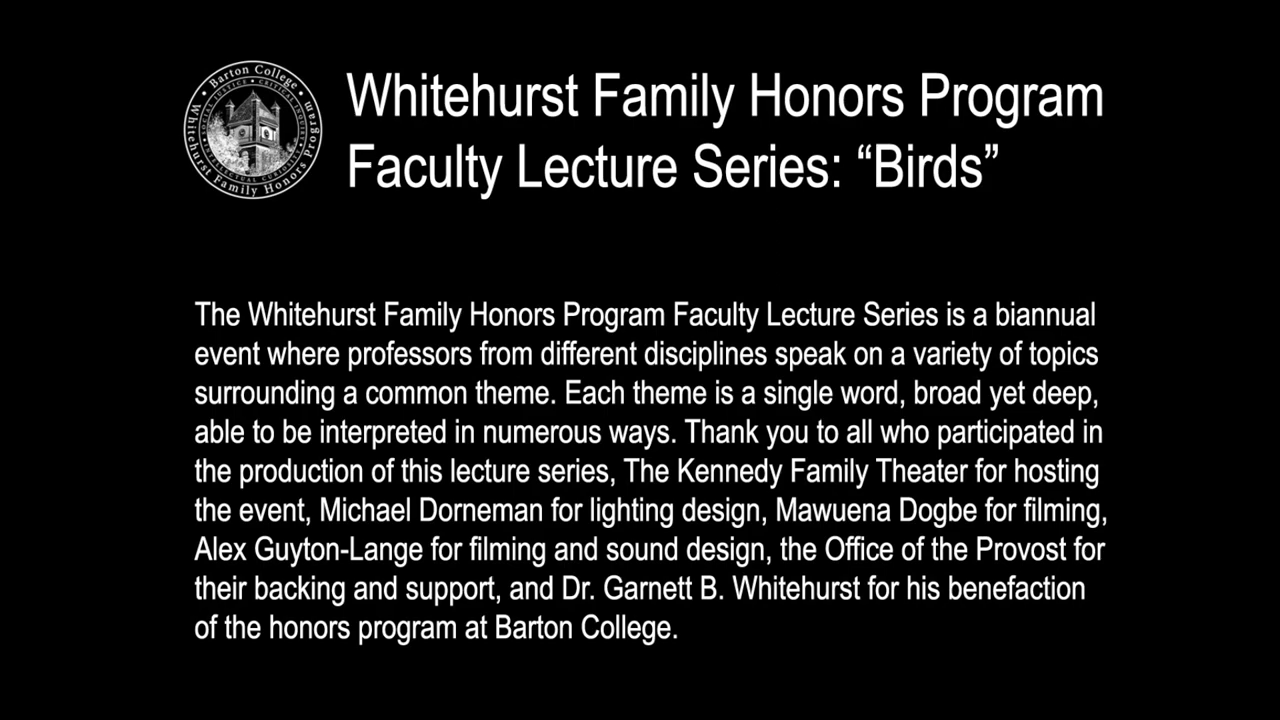 Barton College
SOCIAL JUSTICE • CRITICAL INQUIRY
INTELLECTUAL CURIOSITY
Whitehurst Family Honors Program
Whitehurst Family Honors Program
Faculty Lecture Series: “Birds”
The Whitehurst Family Honors Program Faculty Lecture Series is a biannual
event where professors from different disciplines speak on a variety of topics
surrounding a common theme. Each theme is a single word, broad yet deep,
able to be interpreted in numerous ways. Thank you to all who participated in
the production of this lecture series, The Kennedy Family Theater for hosting
the event, Michael Dorneman for lighting design, Mawuena Dogbe for filming,
Alex Guyton-Lange for filming and sound design, the Office of the Provost for
their backing and support, and Dr. Garnett B. Whitehurst for his benefaction
of the honors program at Barton College.